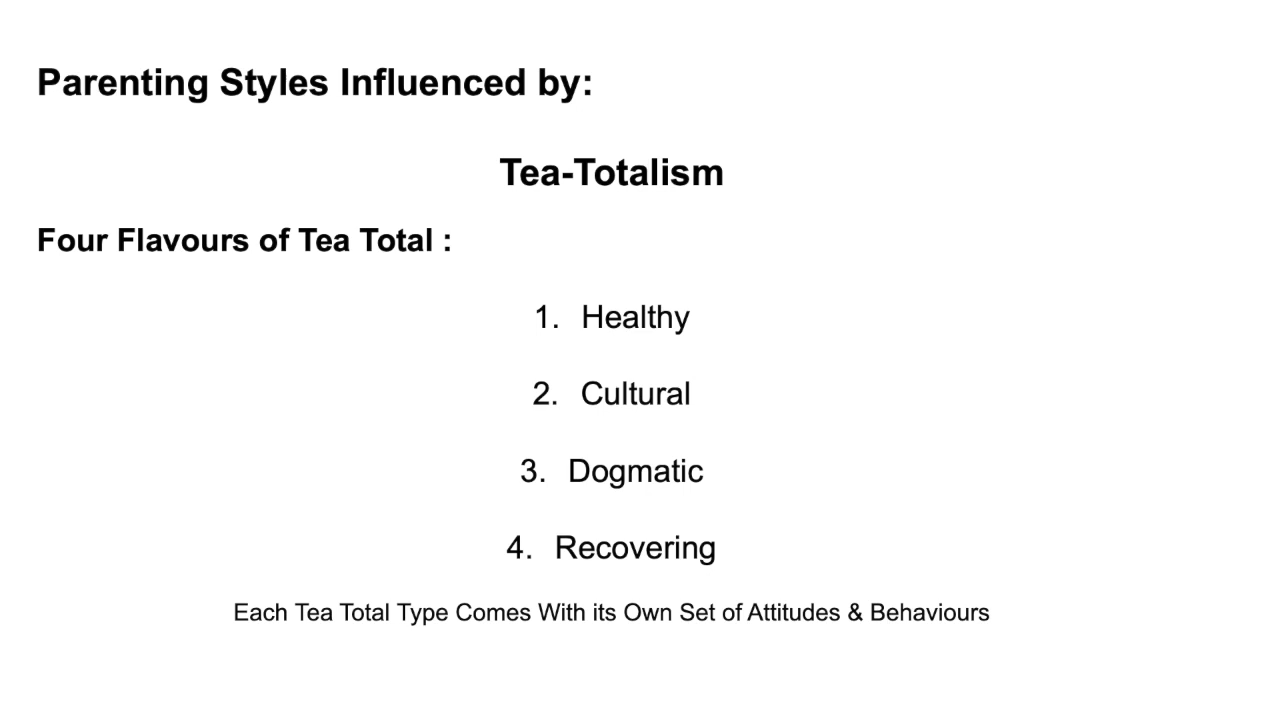 Parenting Styles Influenced by:
Tea-Totalism
Four Flavours of Tea Total :
1. Healthy
2. Cultural
3. Dogmatic
4. Recovering
Each Tea Total Type Comes With its Own Set of Attitudes & Behaviours